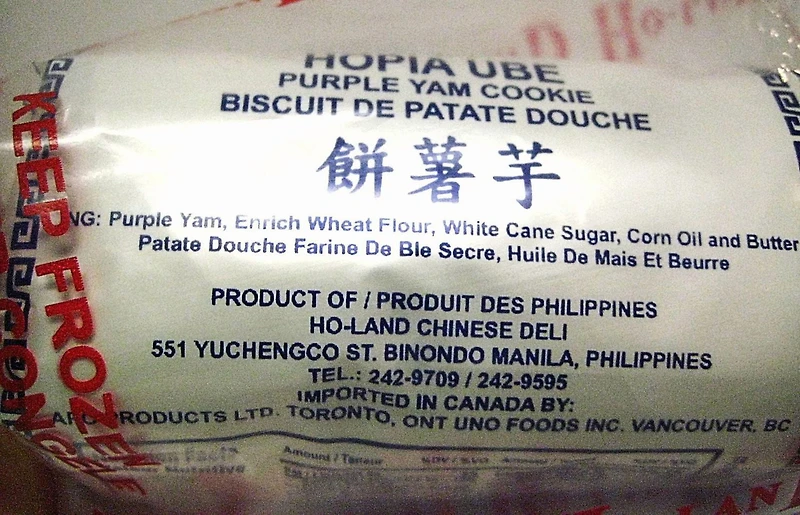 HOPIA UBE
PURPLE YAM COOKIE
BISCUIT DE PATATE DOUCHE
餅薯芋
NG: Purple Yam, Enrich Wheat Flour, White Cane Sugar, Corn Oil and Butter
Patate Douche Farine De Ble Secre, Huile De Mais Et Beurre
PRODUCT OF / PRODUIT DES PHILIPPINES
HO-LAND CHINESE DELI
551 YUCHENGCO ST. BINONDO MANILA, PHILIPPINES
TEL.: 242-9709 / 242-9595
IMPORTED IN CANADA BY:
PRODUCTS LTD. TORONTO, ONT UNO FOODS INC. VANCOUVER, BC
Amount / Teneur
KEEP FROZEN